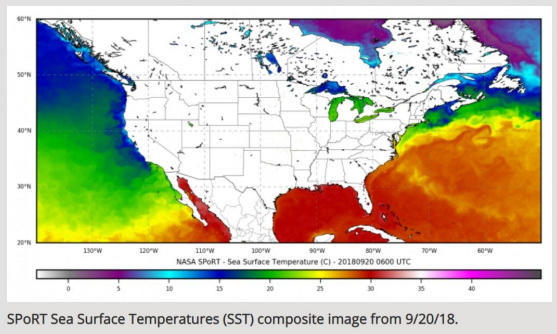 60°N
50°N
40°N
30°N
20°N
130°W 120°W 110°W 100°W 90°W 80°W 70°W 60°W
NASA SPoRT - Sea Surface Temperature (C) - 20180920 0600 UTC
0 5 10 15 20 25 30 35 40
SPoRT Sea Surface Temperatures (SST) composite image from 9/20/18.